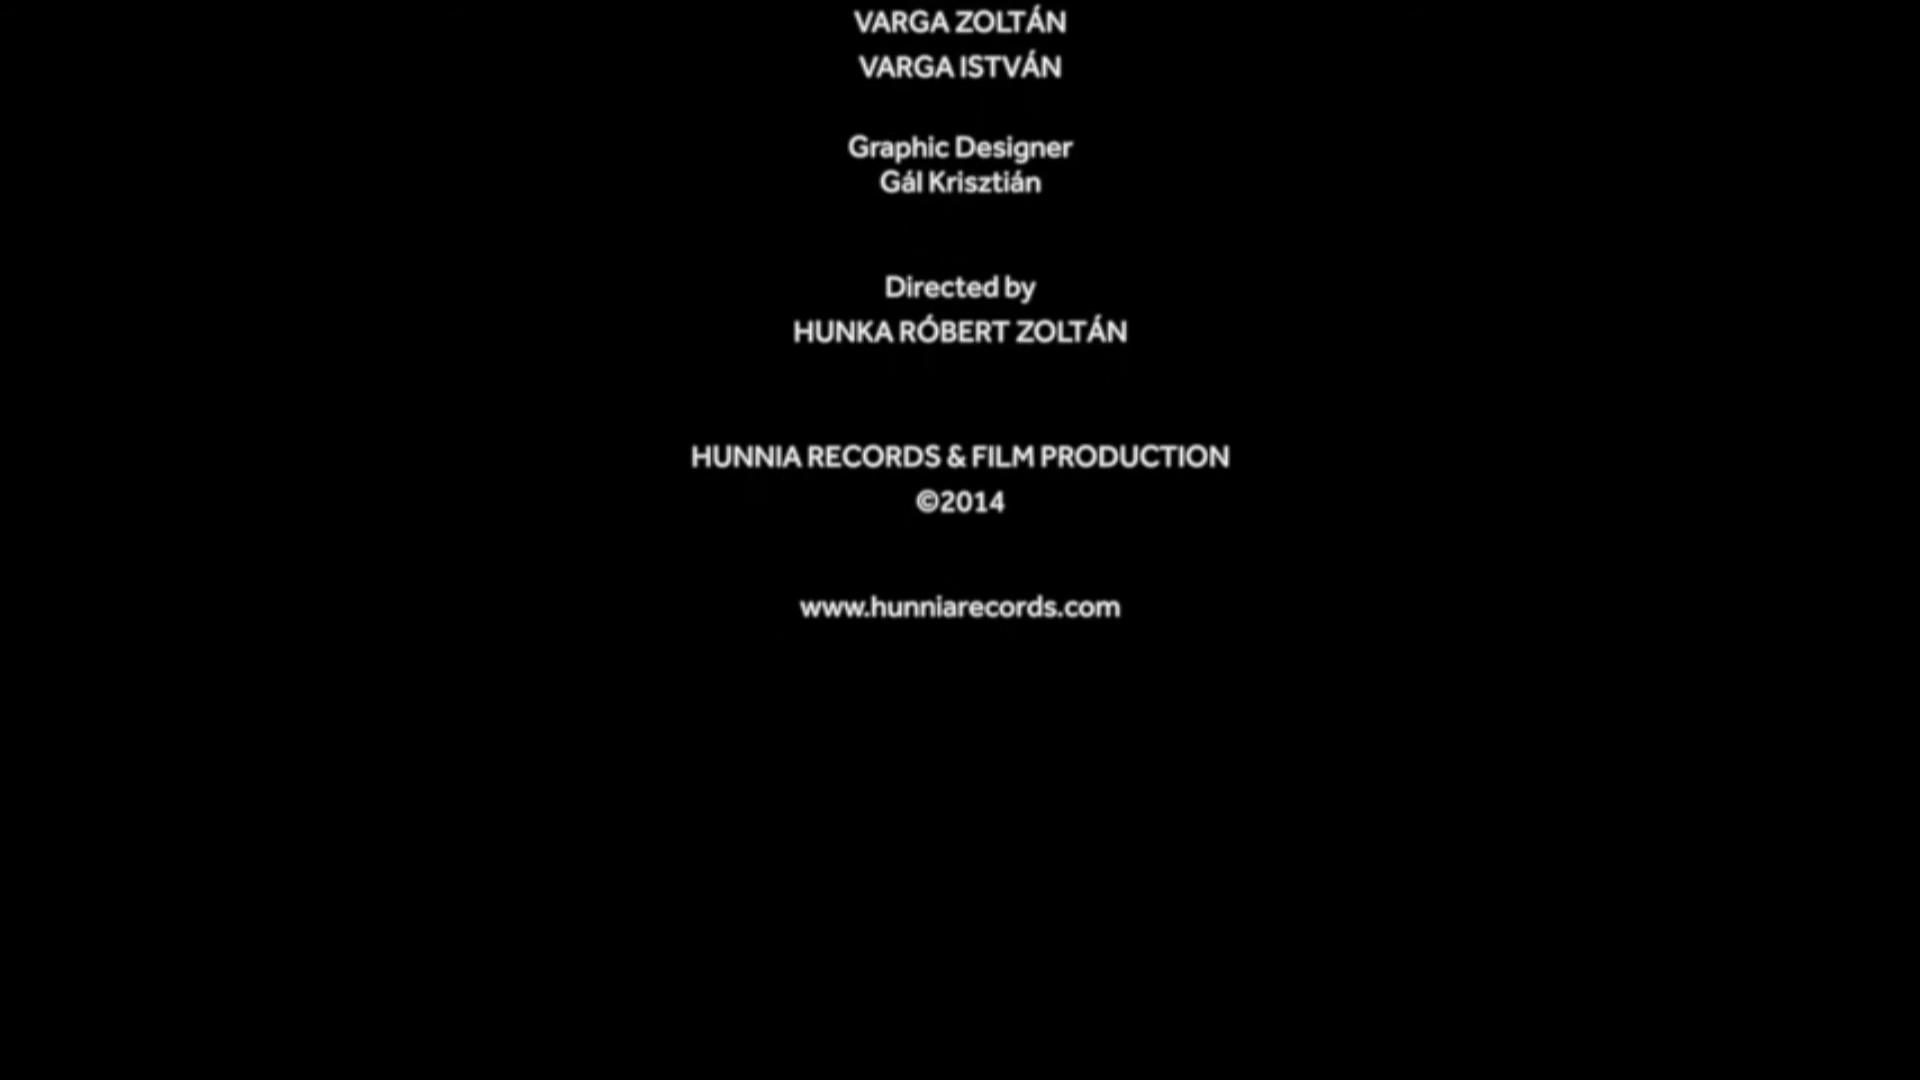 VARGA ZOLTÁN
VARGA ISTVÁN
Graphic Designer
Gál Krisztián
Directed by
HUNKA RÓBERT ZOLTÁN
HUNNIA RECORDS & FILM PRODUCTION
©2014
www.hunniarecords.com